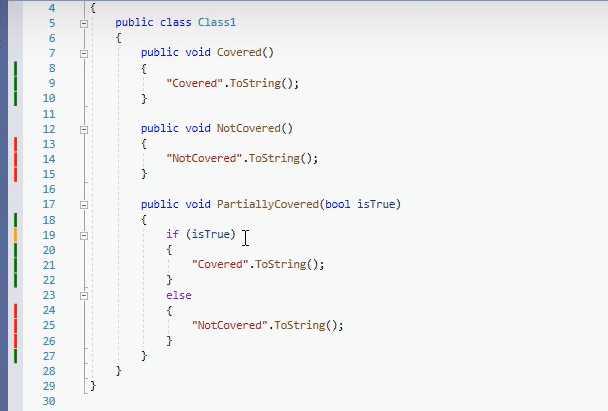 4 {
5 public class Class1
6 {
7 public void Covered()
8 {
9 "Covered".ToString();
10 }
11
12 public void NotCovered()
13 {
14 "NotCovered".ToString();
15 }
16
17 public void PartiallyCovered(bool isTrue)
18 {
19 if (isTrue)
20 {
21 "Covered".ToString();
22 }
23 else
24 {
25 "NotCovered".ToString();
26 }
27 }
28 }
29 }
30